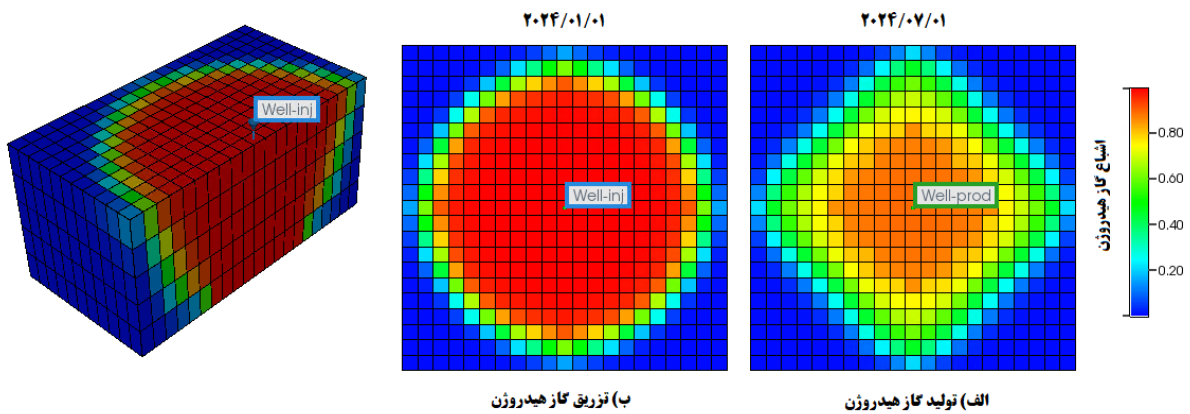 ۲۰۲۴/۰۱/۰۱
۲۰۲۴/۰۷/۰۱
Well-inj
Well-inj
Well-prod
اشباع گاز هیدروژن
0.80
0.60
0.40
0.20
ب) تزریق گاز هیدروژن
الف) تولید گاز هیدروژن